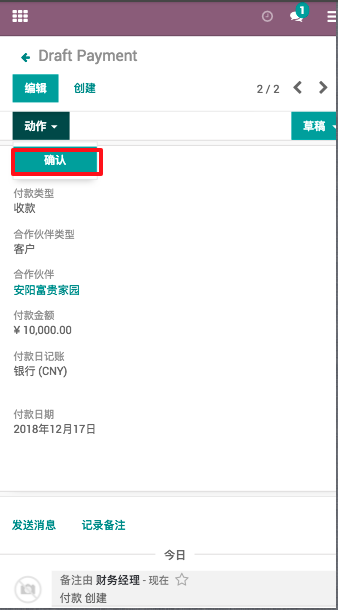 1
Draft Payment
编辑 创建 2 / 2
动作 草稿
确认
付款类型
收款
合作伙伴类型
客户
合作伙伴
安阳富贵家园
付款金额
¥ 10,000.00
付款日记账
银行 (CNY)
付款日期
2018年12月17日
发送消息 记录备注
今日
备注由 财务经理 - 现在
付款 创建